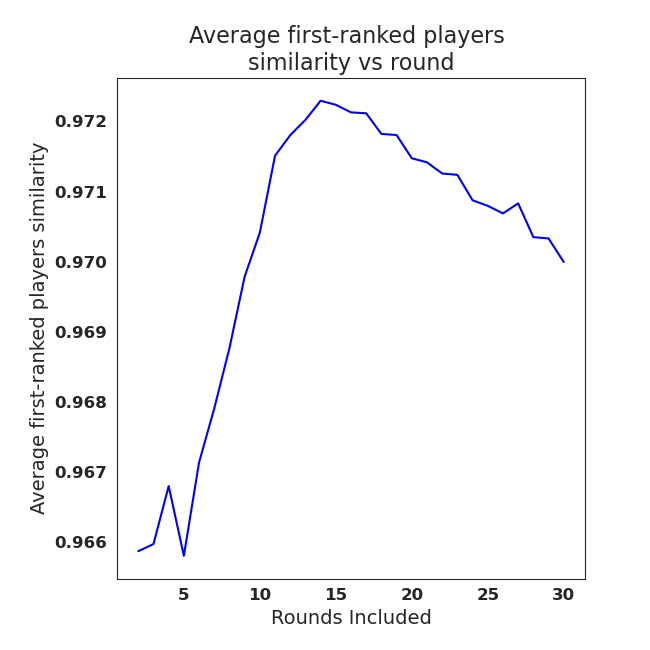 Average first-ranked players
similarity vs round
Average first-ranked players similarity
0.972
0.971
0.970
0.969
0.968
0.967
0.966
5 10 15 20 25 30
Rounds Included